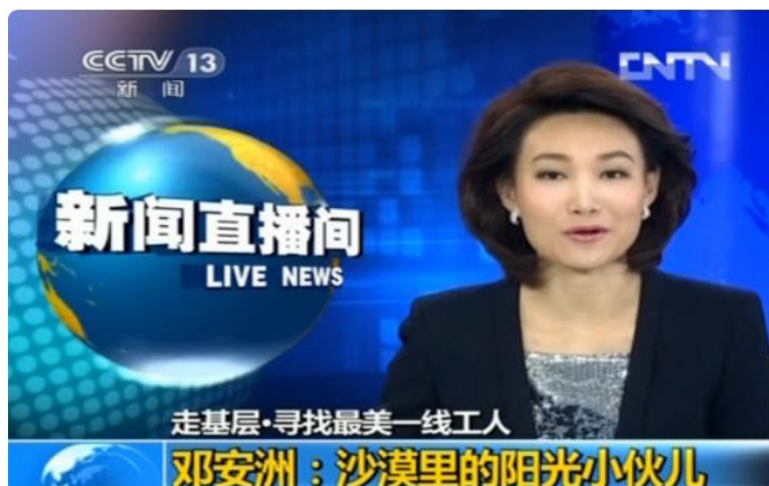 CCTV 13
新闻
CNTV
新闻直播间
LIVE NEWS
走基层·寻找最美一线工人
邓安洲：沙漠里的阳光小伙儿